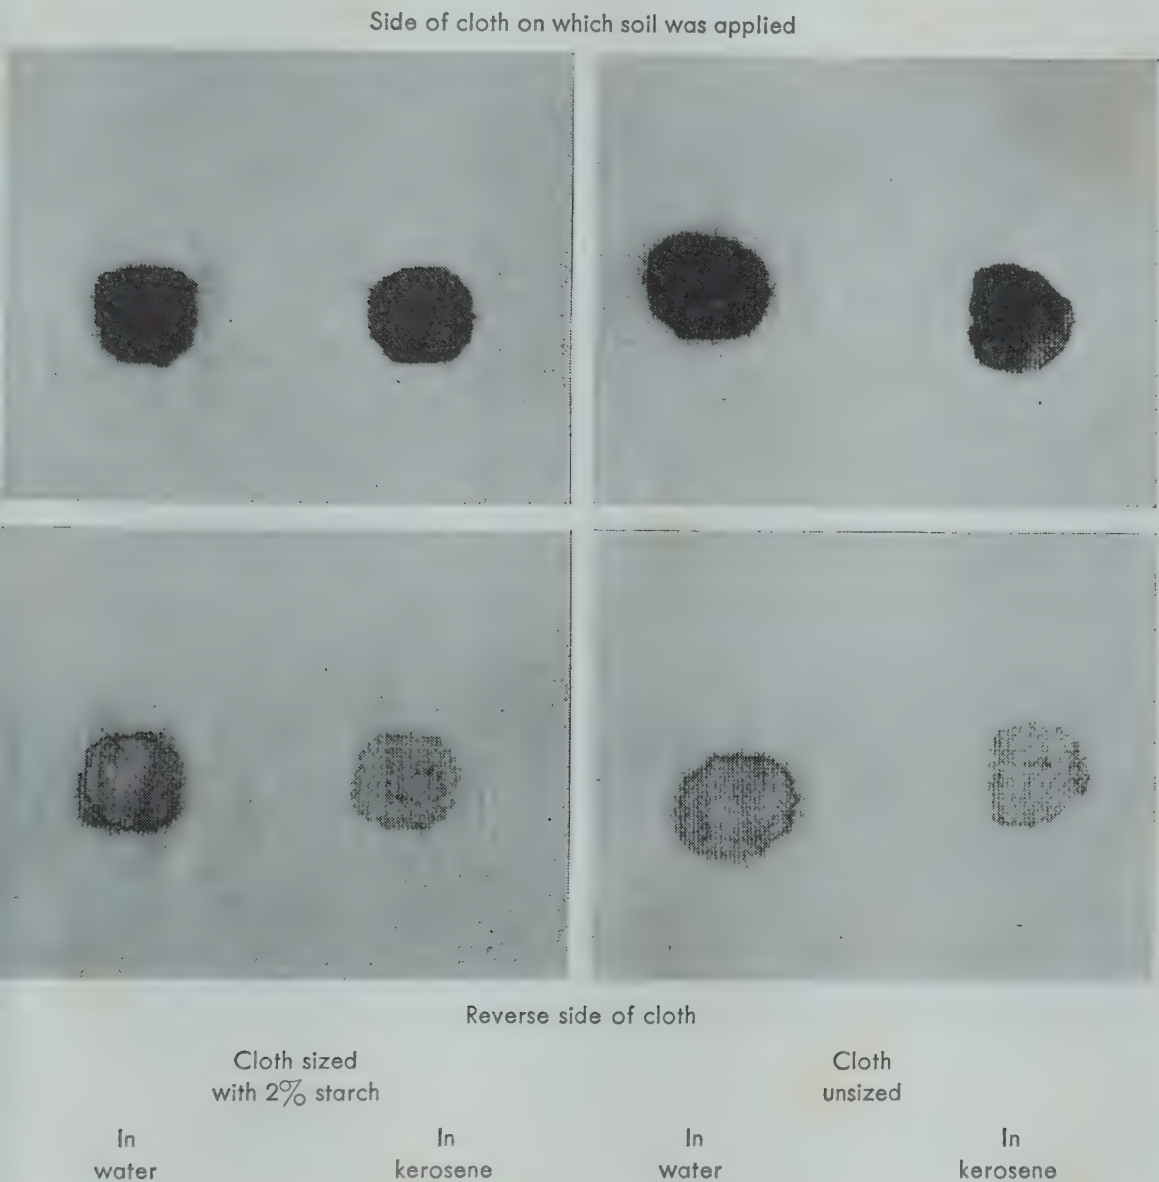 Side of cloth on which soil was applied
Reverse side of cloth
Cloth sized
with 2% starch
Cloth
unsized
In
water
In
kerosene
In
water
In
kerosene